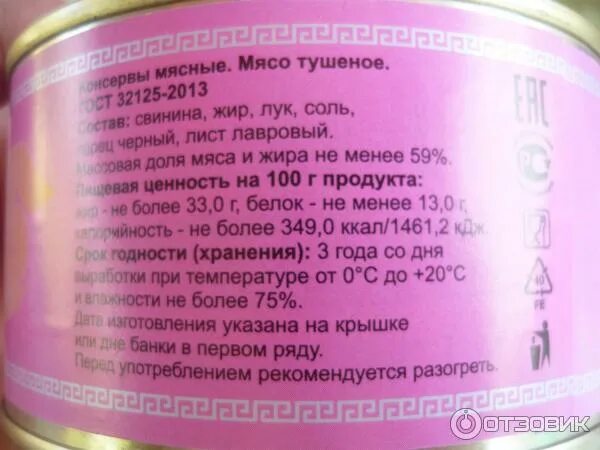 Консервы мясные. Мясо тушеное.
ГОСТ 32125-2013
Состав: свинина, жир, лук, соль,
перец черный, лист лавровый.
Массовая доля мяса и жира не менее 59%.
Пищевая ценность на 100 г продукта:
жир - не более 33,0 г, белок - не менее 13,0 г,
калорийность - не более 349,0 ккал/1461,2 кДж.
Срок годности (хранения): 3 года со дня
выработки при температуре от 0°С до +20°С
и влажности не более 75%.
Дата изготовления указана на крышке
или дне банки в первом ряду.
Перед употреблением рекомендуется разогреть.
EAC
40
FE
ОТЗОВИК